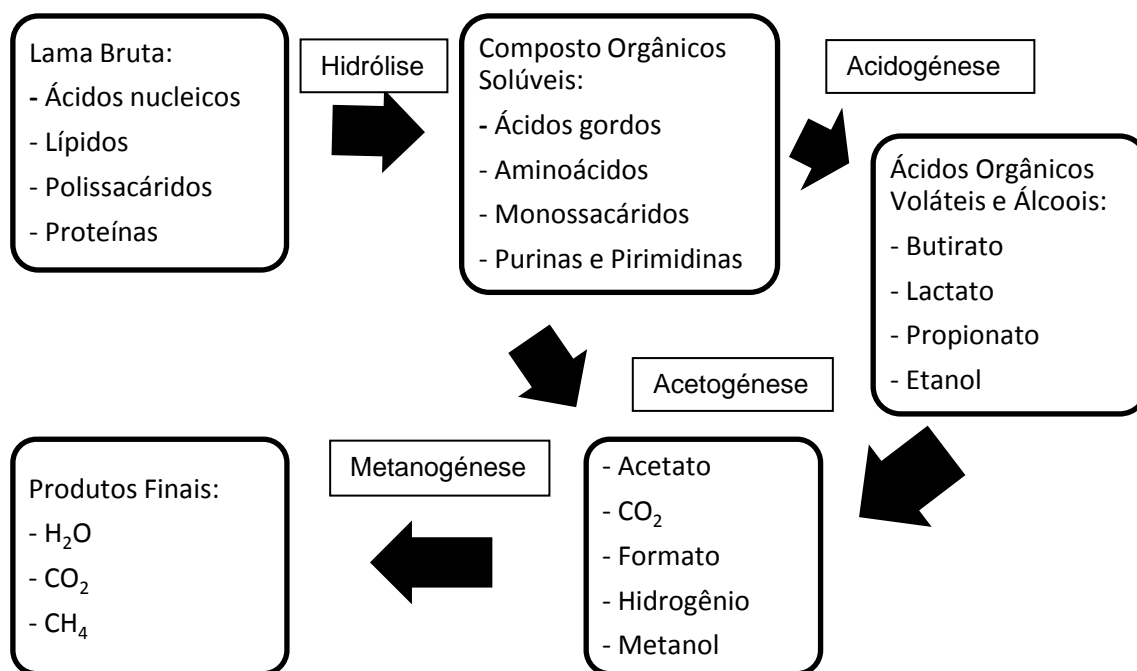 Lama Bruta:
- Ácidos nucleicos
- Lípidos
- Polissacáridos
- Proteínas
Hidrólise
Composto Orgânicos
Solúveis:
- Ácidos gordos
- Aminoácidos
- Monossacáridos
- Purinas e Pirimidinas
Acidogénese
Ácidos Orgânicos
Voláteis e Álcoois:
- Butirato
- Lactato
- Propionato
- Etanol
Acetogénese
- Acetato
- CO₂
- Formato
- Hidrogênio
- Metanol
Metanogénese
Produtos Finais:
- H₂O
- CO₂
- CH₄